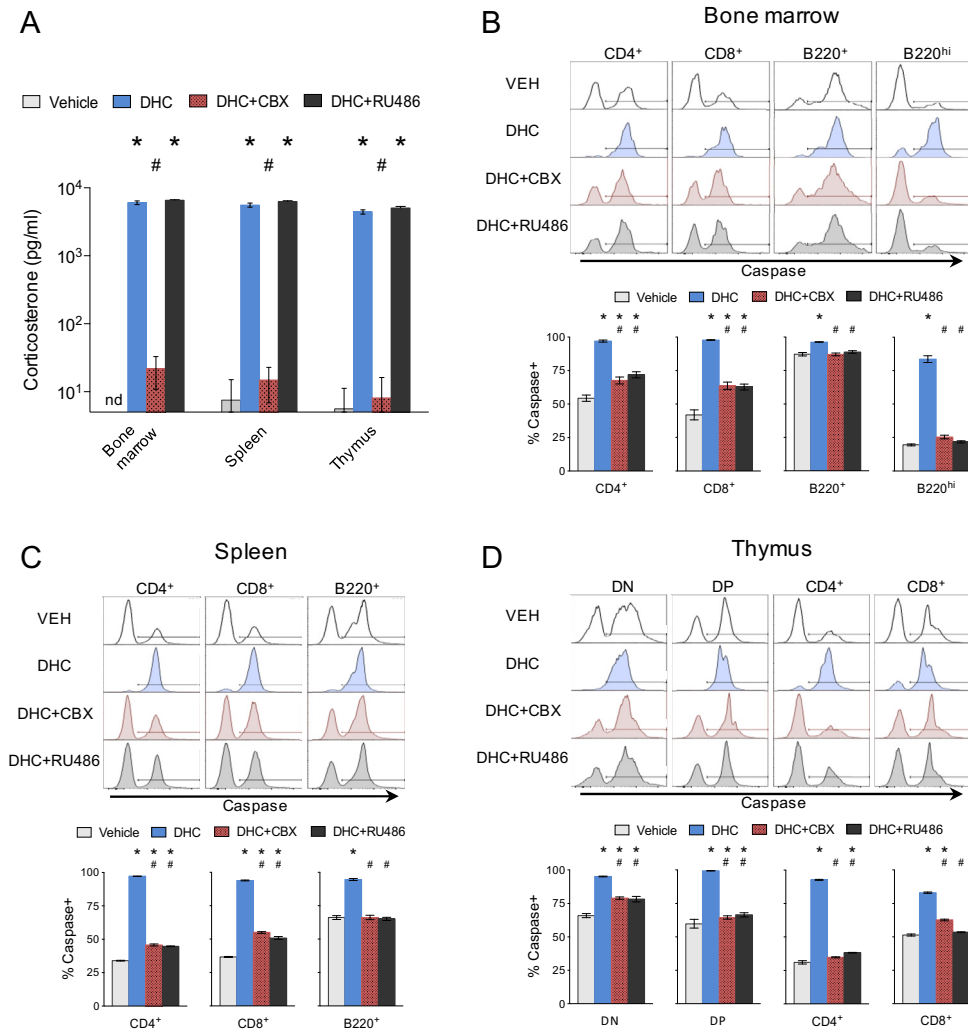 A
Vehicle DHC DHC+CBX DHC+RU486
* * * * * *
# # #
Corticosterone (pg/ml)
10⁴
10³
10²
10¹
nd
Bone marrow
Spleen
Thymus
B
Bone marrow
CD4⁺ CD8⁺ B220⁺ B220ʰⁱ
VEH
DHC
DHC+CBX
DHC+RU486
Caspase
Vehicle DHC DHC+CBX DHC+RU486
* * * * * * * *
# # # # # # # #
% Caspase+
100
75
50
25
0
CD4⁺ CD8⁺ B220⁺ B220ʰⁱ
C
Spleen
CD4⁺ CD8⁺ B220⁺
VEH
DHC
DHC+CBX
DHC+RU486
Caspase
Vehicle DHC DHC+CBX DHC+RU486
* * * * * * *
# # # # # #
% Caspase+
100
75
50
25
0
CD4⁺ CD8⁺ B220⁺
D
Thymus
DN DP CD4⁺ CD8⁺
VEH
DHC
DHC+CBX
DHC+RU486
Caspase
Vehicle DHC DHC+CBX DHC+RU486
* * * * * * * * * *
# # # # # # # #
% Caspase+
100
75
50
25
0
DN DP CD4⁺ CD8⁺